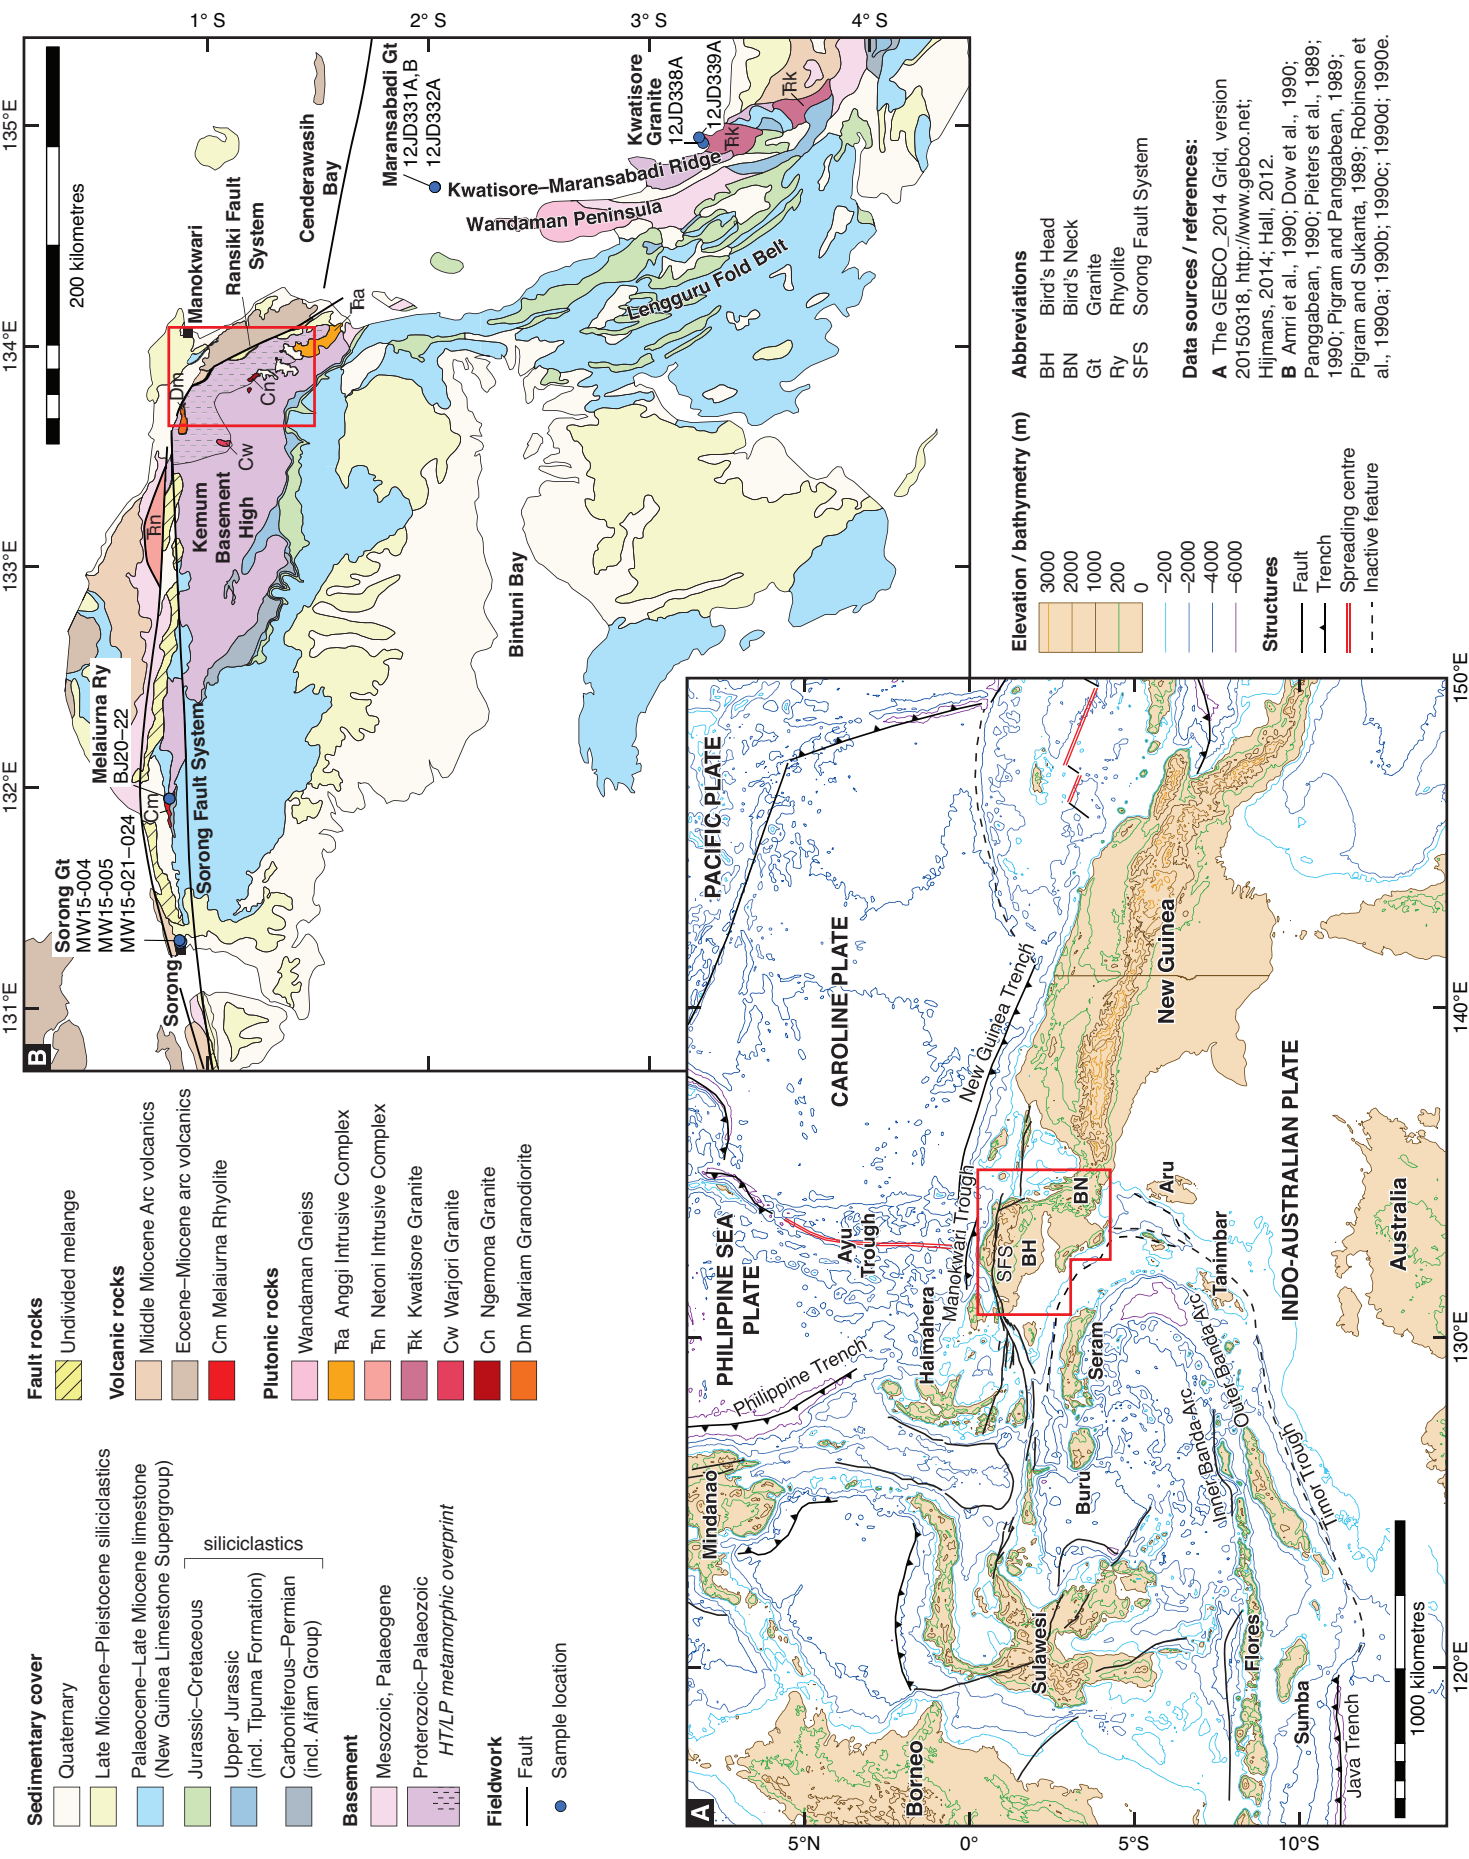 B
131°E
132°E
133°E
134°E
135°E
1° S
2° S
3° S
4° S
200 kilometres
Sorong Gt
MW15-004
MW15-005
MW15-021–024
Sorong
Melaiurna Ry
BJ20–22
Cm
Sorong Fault System
Ꞧn
Kemum
Basement
High
Cw
Cn
Dm
Manokwari
Ransiki Fault
System
Ꞧa
Cenderawasih
Bay
Maransabadi Gt
12JD331A,B
12JD332A
Kwatisore
Granite
12JD338A
12JD339A
Ꞧk
Ꞧk
Kwatisore–Maransabadi Ridge
Wandaman Peninsula
Lengguru Fold Belt
Bintuni Bay
Sedimentary cover
Quaternary
Late Miocene–Pleistocene siliciclastics
Palaeocene–Late Miocene limestone
(New Guinea Limestone Supergroup)
Jurassic–Cretaceous
Upper Jurassic
(incl. Tipuma Formation)
Carboniferous–Permian
(incl. Aifam Group)
siliciclastics
Basement
Mesozoic, Palaeogene
Proterozoic–Palaeozoic
HT/LP metamorphic overprint
Fieldwork
Fault
Sample location
Fault rocks
Undivided melange
Volcanic rocks
Middle Miocene Arc volcanics
Eocene–Miocene arc volcanics
Cm Melaiurna Rhyolite
Plutonic rocks
Wandaman Gneiss
Ꞧa Anggi Intrusive Complex
Ꞧn Netoni Intrusive Complex
Ꞧk Kwatisore Granite
Cw Warjori Granite
Cn Ngemona Granite
Dm Mariam Granodiorite
A
5°N
0°
5°S
10°S
120°E
130°E
140°E
150°E
PHILIPPINE SEA
PLATE
PACIFIC PLATE
CAROLINE PLATE
INDO-AUSTRALIAN PLATE
Mindanao
Philippine Trench
Ayu
Trough
Halmahera
Manokwari Trough
New Guinea Trench
SFS
BH
BN
New Guinea
Aru
Seram
Buru
Tanimbar
Inner Banda Arc
Outer Banda Arc
Timor Trough
Australia
Borneo
Sulawesi
Flores
Sumba
Java Trench
1000 kilometres
Elevation / bathymetry (m)
3000
2000
1000
200
0
–200
–2000
–4000
–6000
Structures
Fault
Trench
Spreading centre
Inactive feature
Abbreviations
BH Bird's Head
BN Bird's Neck
Gt Granite
Ry Rhyolite
SFS Sorong Fault System
Data sources / references:
A The GEBCO_2014 Grid, version
20150318, http://www.gebco.net;
Hijmans, 2014; Hall, 2012.
B Amri et al., 1990; Dow et al., 1990;
Panggabean, 1990; Pieters et al., 1989;
1990; Pigram and Panggabean, 1989;
Pigram and Sukanta, 1989; Robinson et
al., 1990a; 1990b; 1990c; 1990d; 1990e.